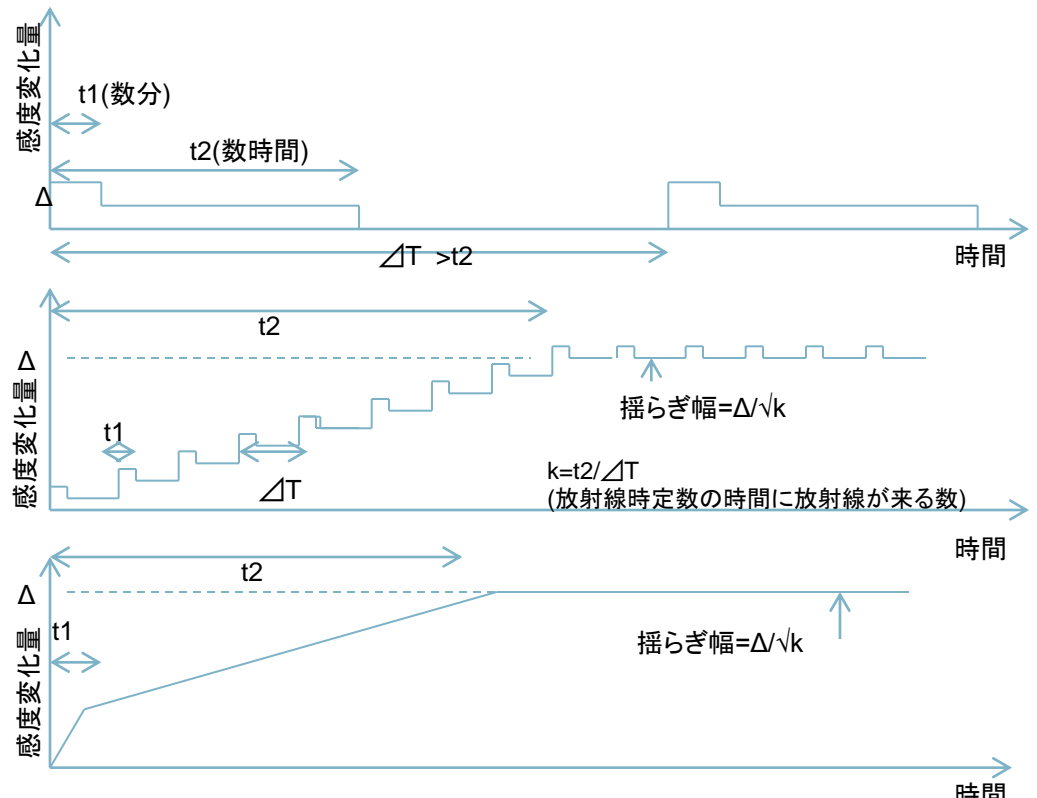 感度変化量
t1(数分)
t2(数時間)
Δ
⊿T >t2
時間
t2
Δ
感度変化量
揺らぎ幅=Δ/√k
t1
⊿T
k=t2/⊿T
(放射線時定数の時間に放射線が来る数)
時間
t2
Δ
感度変化量
t1
揺らぎ幅=Δ/√k
時間